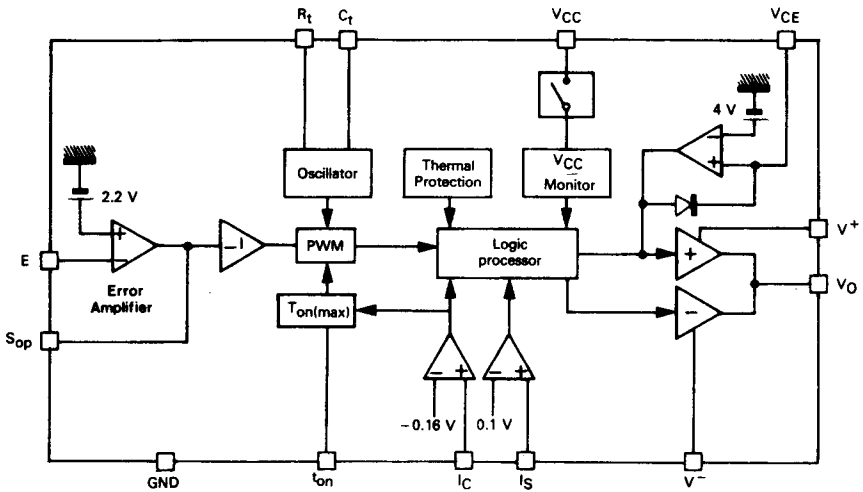 Rt Ct VCC VCE
4 V
−
+
Oscillator
Thermal
Protection
VCC
Monitor
2.2 V
+
−
E
Error
Amplifier
−1
PWM
Logic
processor
+
V+
VO
−
Ton(max)
Sop
− + − +
−0.16 V 0.1 V
GND ton IC IS V−